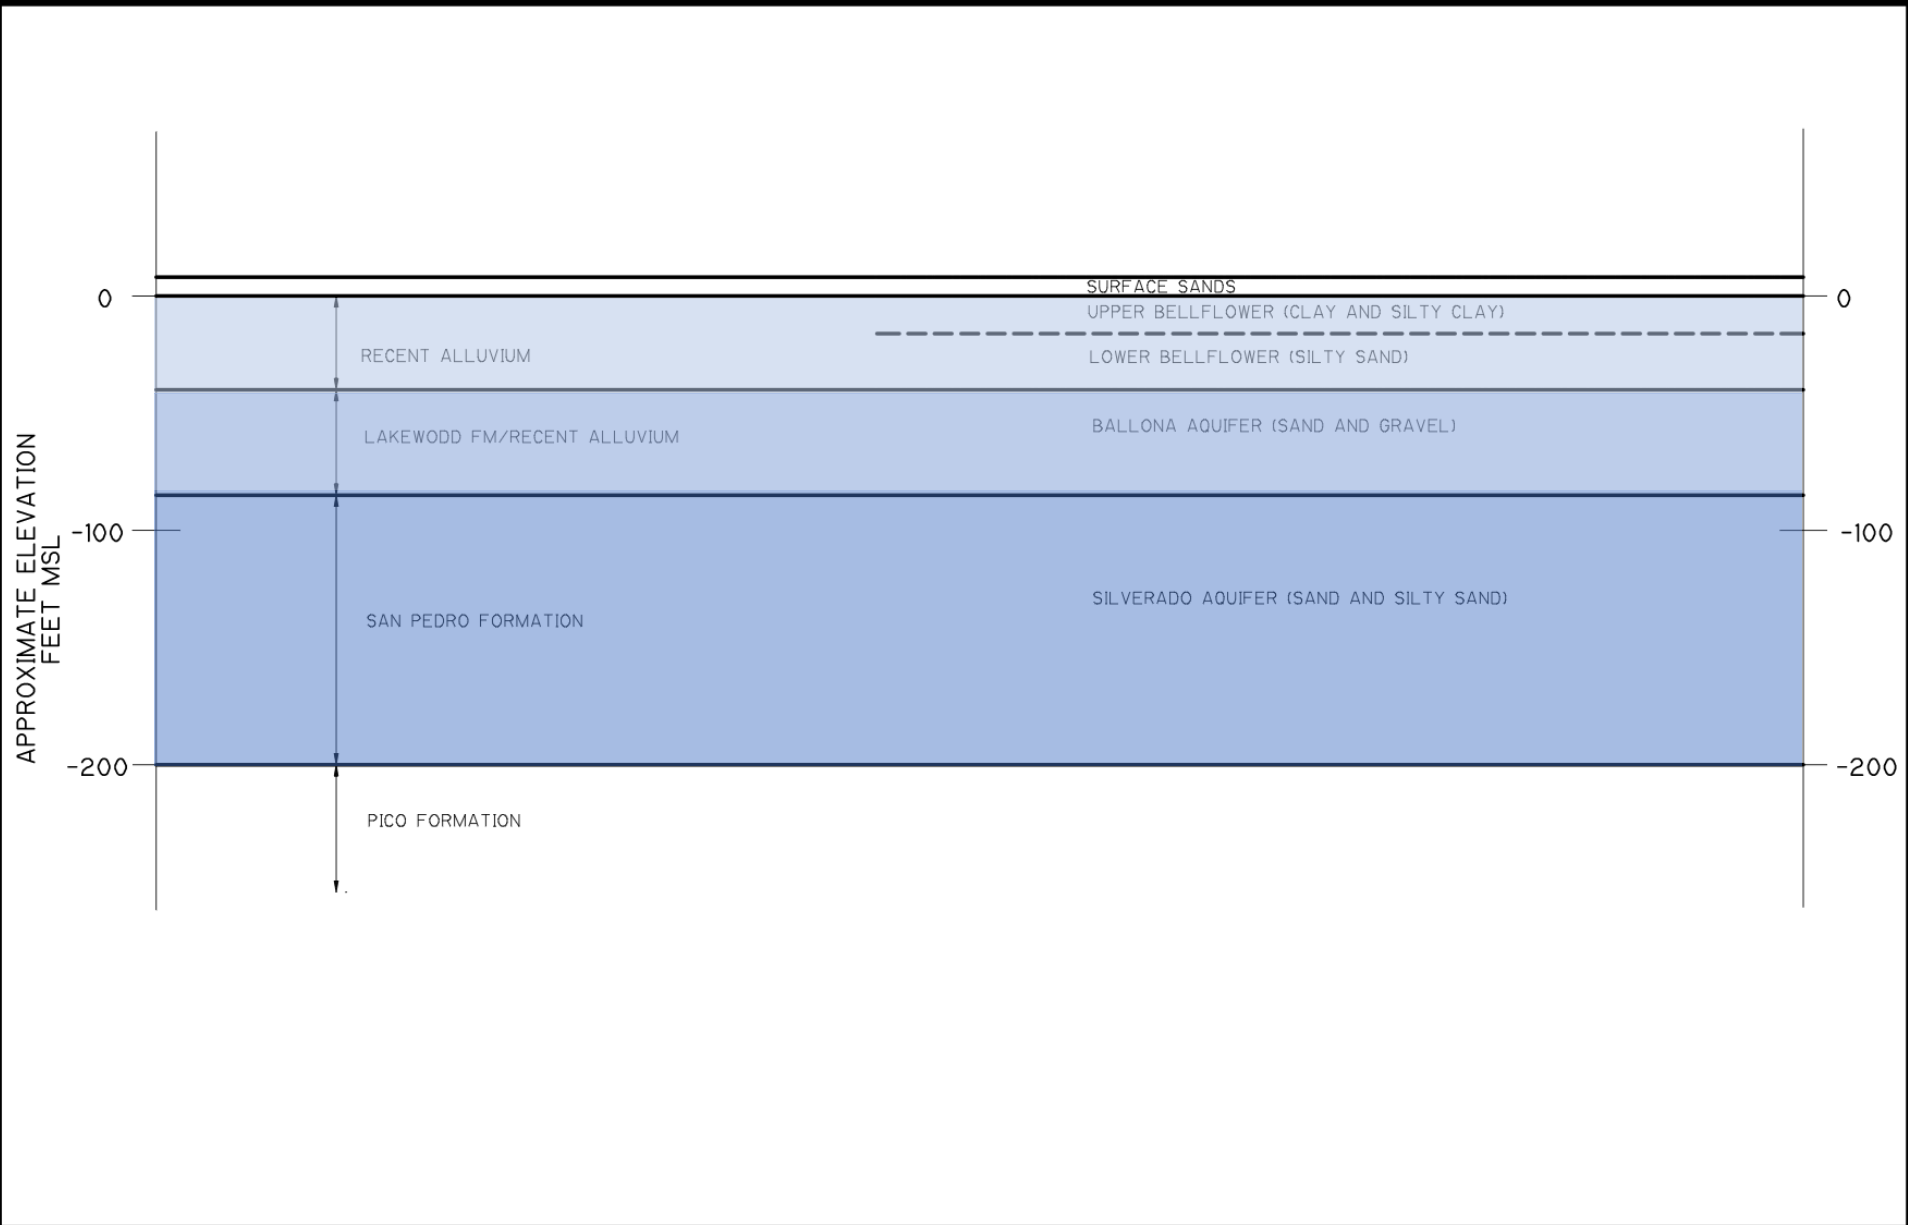 0
SURFACE SANDS
0
UPPER BELLFLOWER (CLAY AND SILTY CLAY)
RECENT ALLUVIUM
LOWER BELLFLOWER (SILTY SAND)
LAKEWODD FM/RECENT ALLUVIUM
BALLONA AQUIFER (SAND AND GRAVEL)
APPROXIMATE ELEVATION
FEET MSL
-100
-100
SAN PEDRO FORMATION
SILVERADO AQUIFER (SAND AND SILTY SAND)
-200
-200
PICO FORMATION